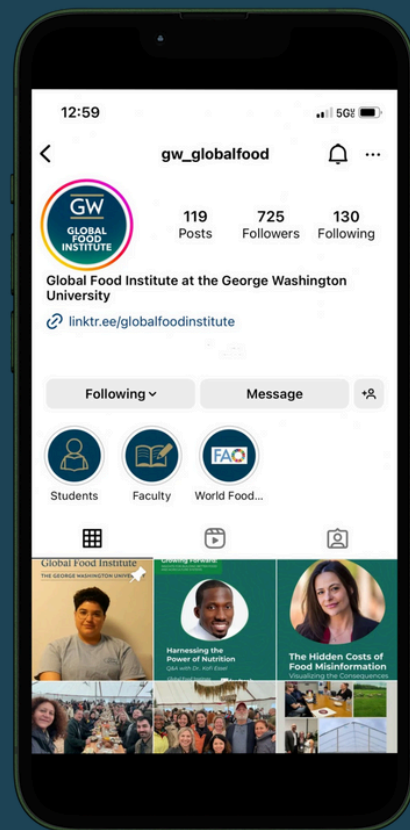 12:59
5G
gw_globalfood
GW
GLOBAL
FOOD
INSTITUTE
119
Posts
725
Followers
130
Following
Global Food Institute at the George Washington
University
linktr.ee/globalfoodinstitute
Following
Message
FAO
Students
Faculty
World Food...
Global Food Institute
THE GEORGE WASHINGTON UNIVERSITY
Growing Forward:
Harnessing the
Power of Nutrition
Q&A with Dr. Kofi Essel
Global Food Institute
The Hidden Costs of
Food Misinformation
Visualizing the Consequences